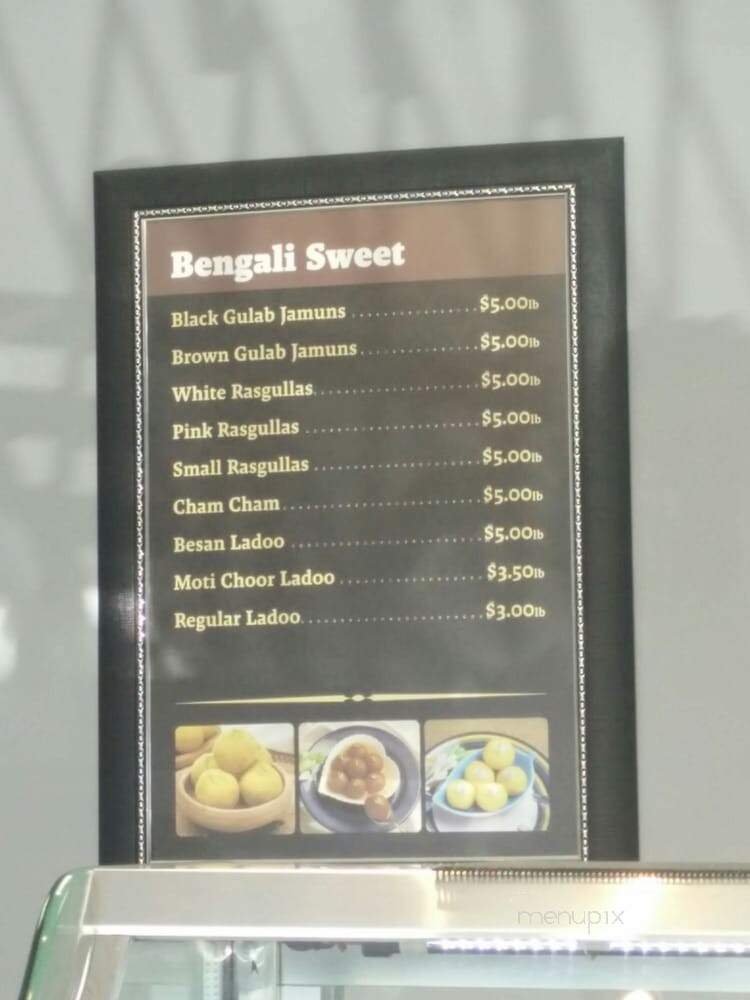 Bengali Sweet
Black Gulab Jamuns ............... $5.00lb
Brown Gulab Jamuns .............. $5.00lb
White Rasgullas .................. $5.00lb
Pink Rasgullas .................... $5.00lb
Small Rasgullas ................... $5.00lb
Cham Cham ...................... $5.00lb
Besan Ladoo ...................... $5.00lb
Moti Choor Ladoo ................ $3.50lb
Regular Ladoo .................... $3.00lb
menupix